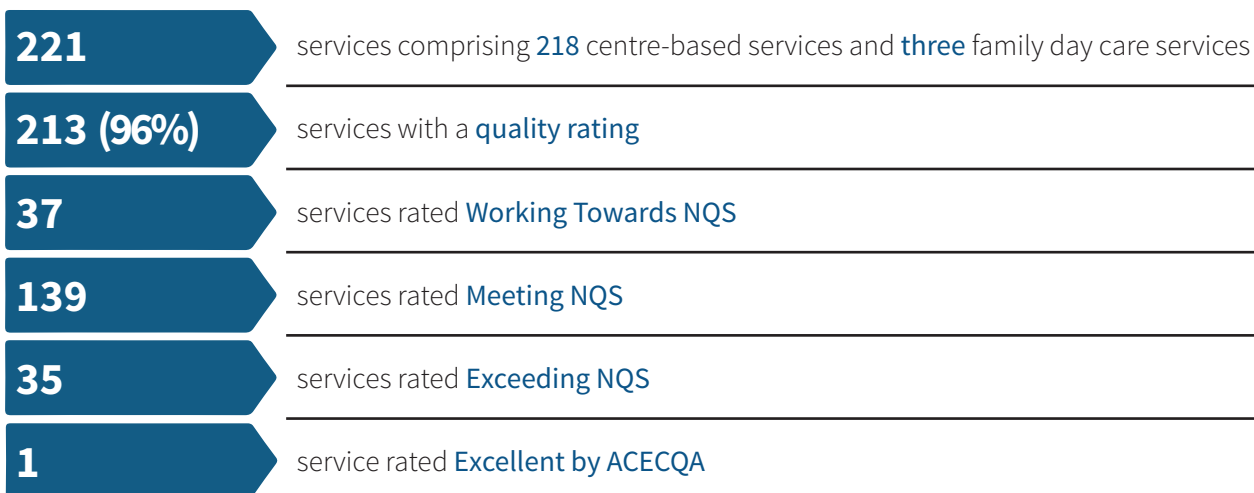 221 services comprising 218 centre-based services and three family day care services
213 (96%) services with a quality rating
37 services rated Working Towards NQS
139 services rated Meeting NQS
35 services rated Exceeding NQS
1 service rated Excellent by ACECQA